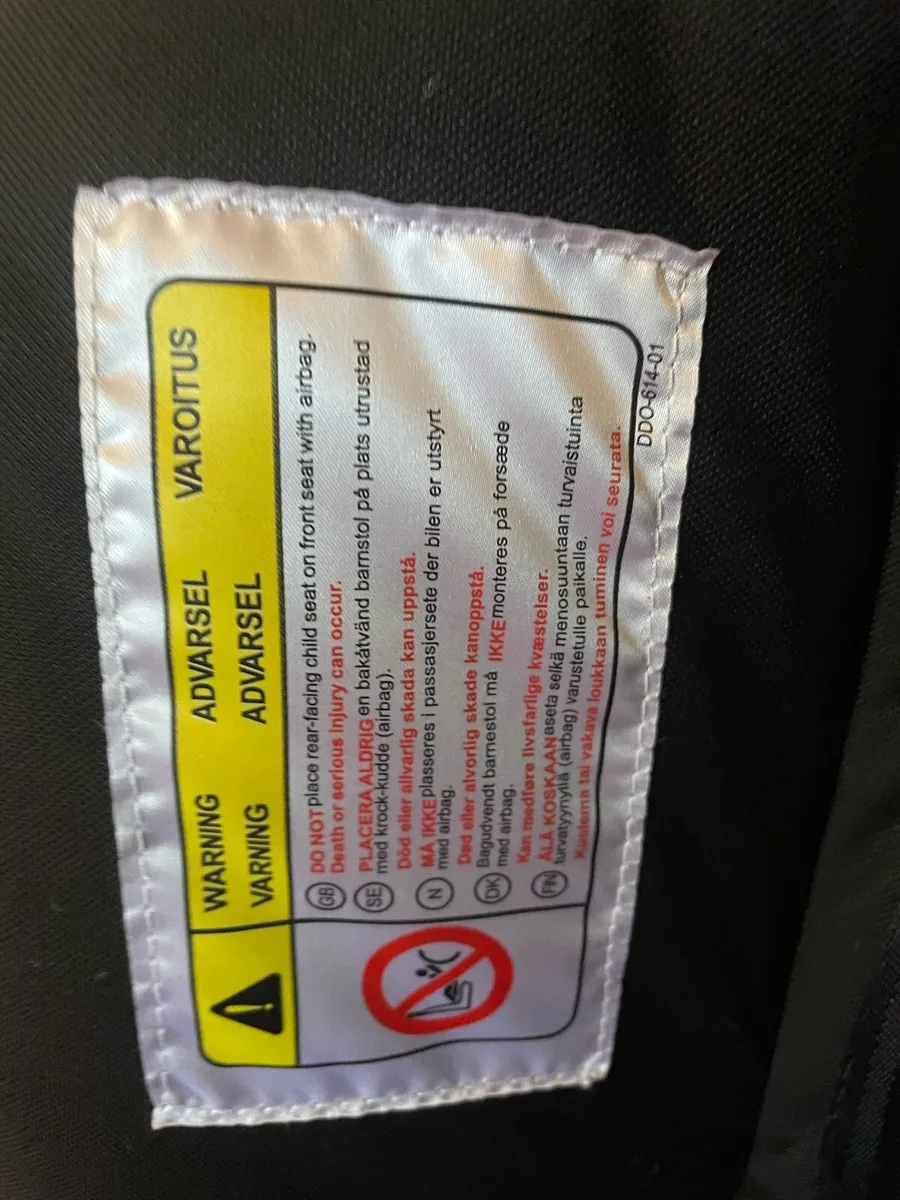 WARNING ADVARSEL VAROITUS
VARNING ADVARSEL
GB DO NOT place rear-facing child seat on front seat with airbag.
Death or serious injury can occur.
SE PLACERA ALDRIG en bakåtvänd barnstol på plats utrustad
med krock-kudde (airbag).
Död eller allvarlig skada kan uppstå.
N MÅ IKKE plasseres i passasjersete der bilen er utstyrt
med airbag.
Død eller alvorlig skade kanoppstå.
DK Bagudvendt barnestol må IKKE monteres på forsæde
med airbag.
Kan medføre livsfarlige kvæstelser.
FIN ÄLÄ KOSKAAN aseta selkä menosuuntaan turvaistuinta
turvatyynyllä (airbag) varustetulle paikalle.
Kuolema tai vakava loukkaan tuminen voi seurata.
DDO-614-01